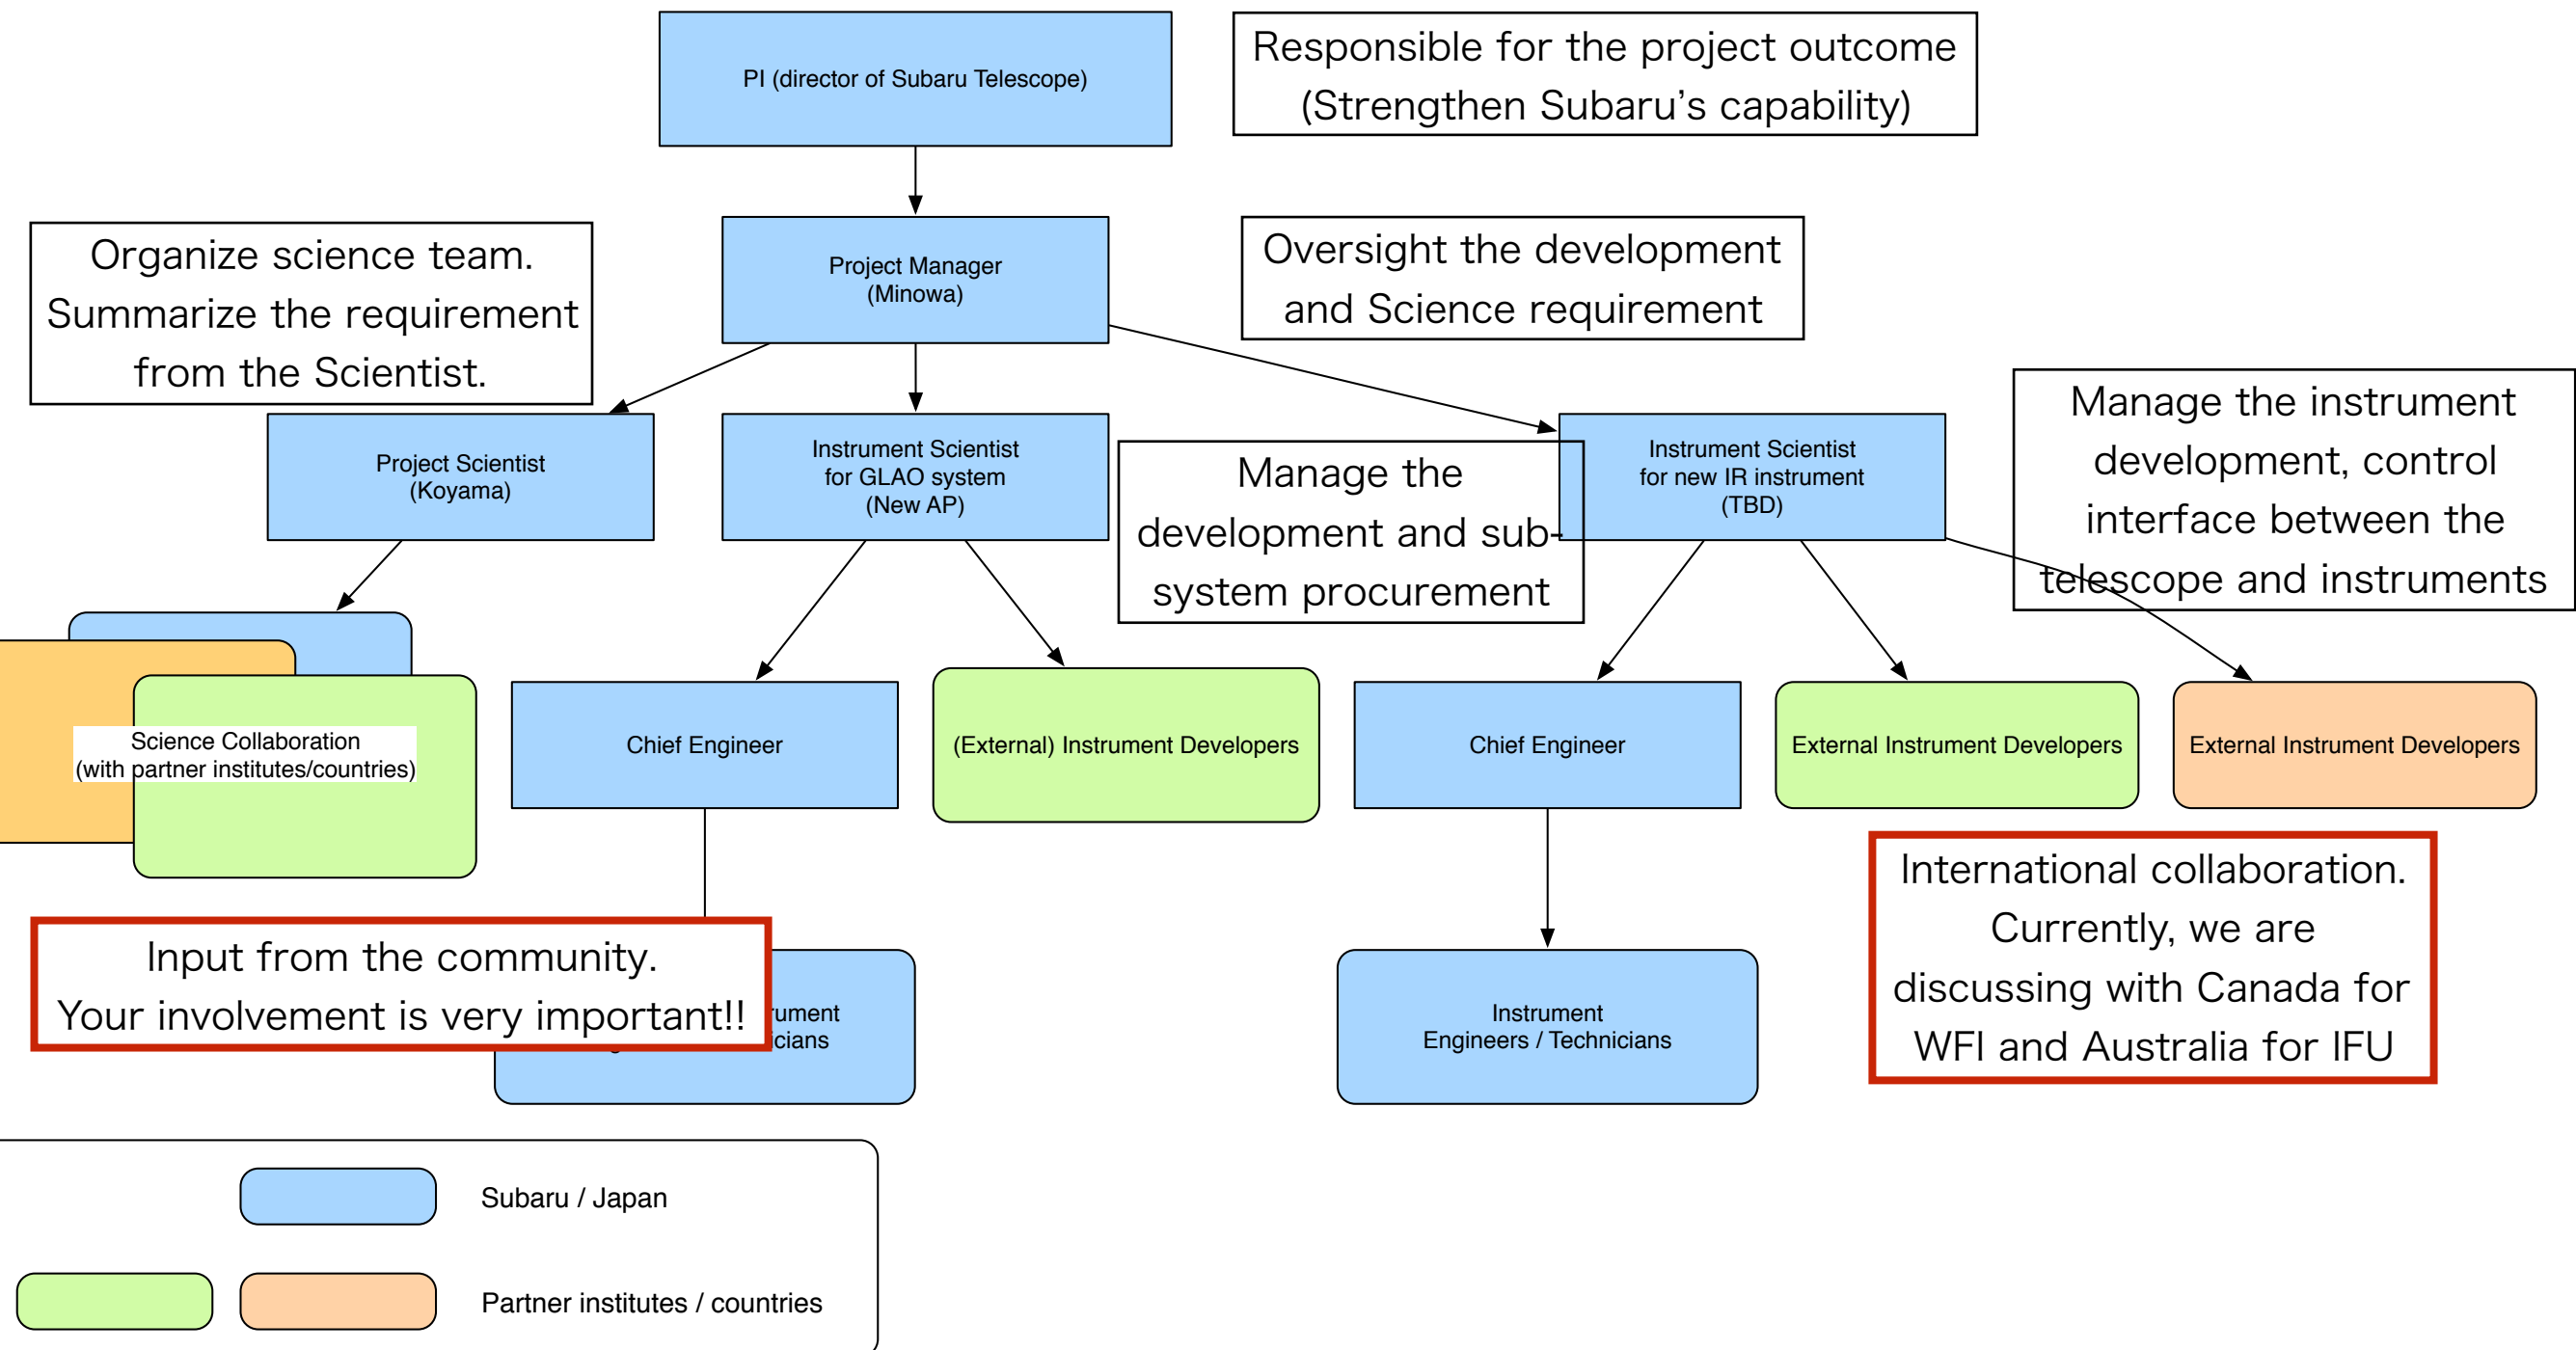 PI (director of Subaru Telescope)
Responsible for the project outcome
(Strengthen Subaru’s capability)
Organize science team.
Summarize the requirement
from the Scientist.
Project Manager
(Minowa)
Oversight the development
and Science requirement
Project Scientist
(Koyama)
Instrument Scientist
for GLAO system
(New AP)
Manage the
development and sub-
system procurement
Instrument Scientist
for new IR instrument
(TBD)
Manage the instrument
development, control
interface between the
telescope and instruments
Science Collaboration
(with partner institutes/countries)
Chief Engineer
(External) Instrument Developers
Chief Engineer
External Instrument Developers
External Instrument Developers
Input from the community.
Your involvement is very important!!
Instrument
Engineers / Technicians
International collaboration.
Currently, we are
discussing with Canada for
WFI and Australia for IFU
Subaru / Japan
Partner institutes / countries